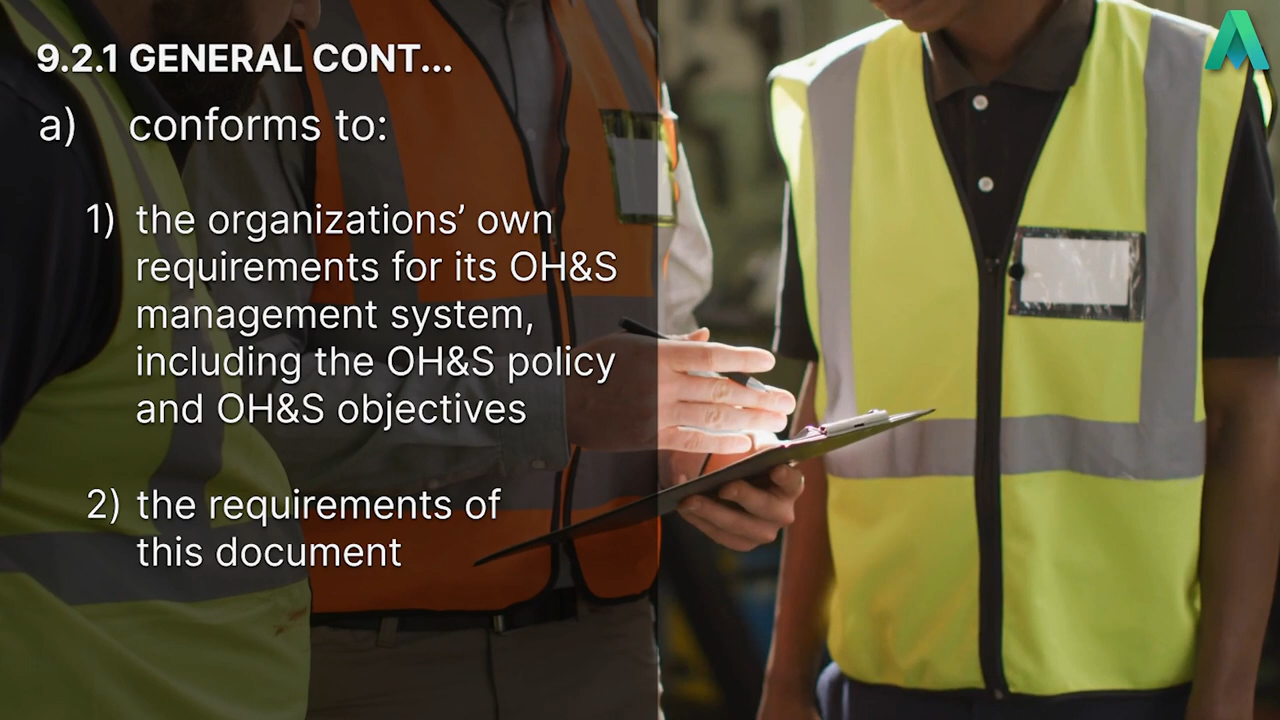 9.2.1 GENERAL CONT...
a) conforms to:
1) the organizations’ own
requirements for its OH&S
management system,
including the OH&S policy
and OH&S objectives
2) the requirements of
this document